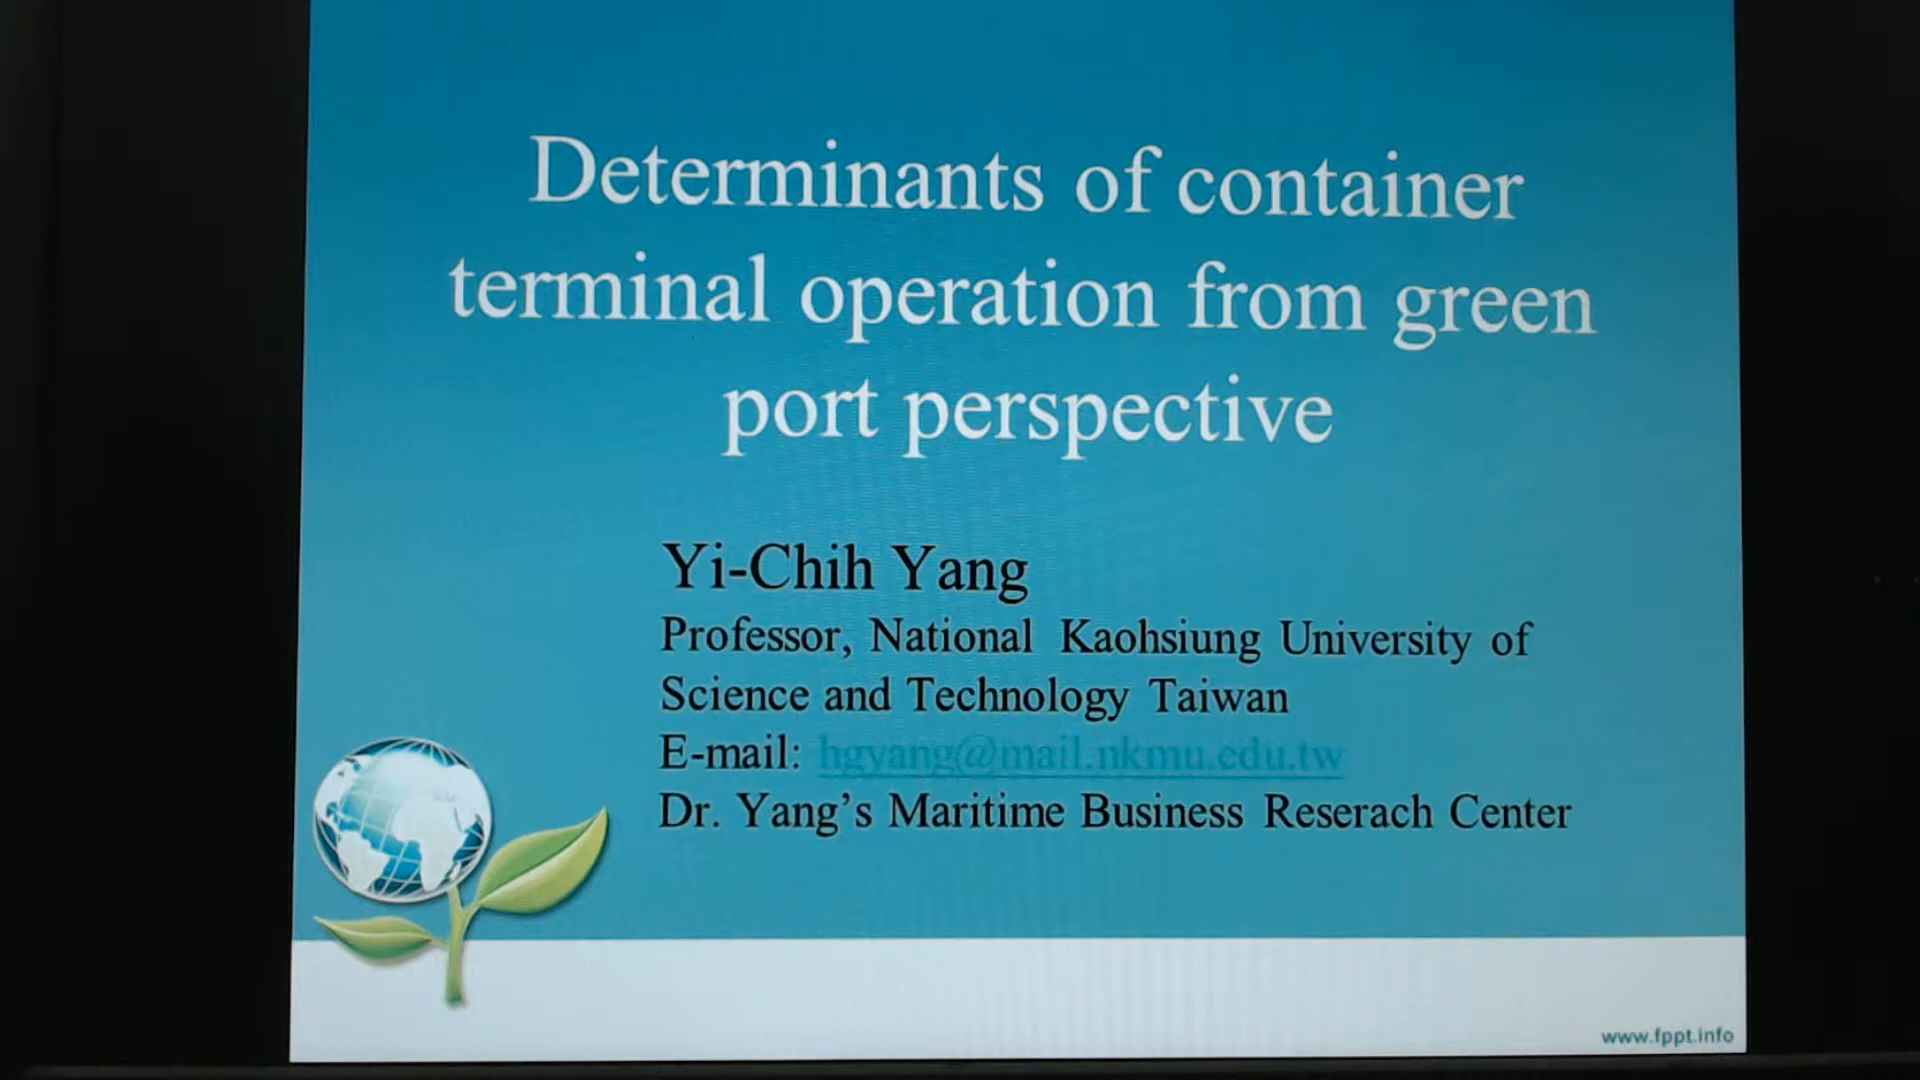 Determinants of container
terminal operation from green
port perspective
Yi-Chih Yang
Professor, National Kaohsiung University of
Science and Technology Taiwan
E-mail: hgyang@mail.nkmu.edu.tw
Dr. Yang's Maritime Business Reserach Center
www.fppt.info